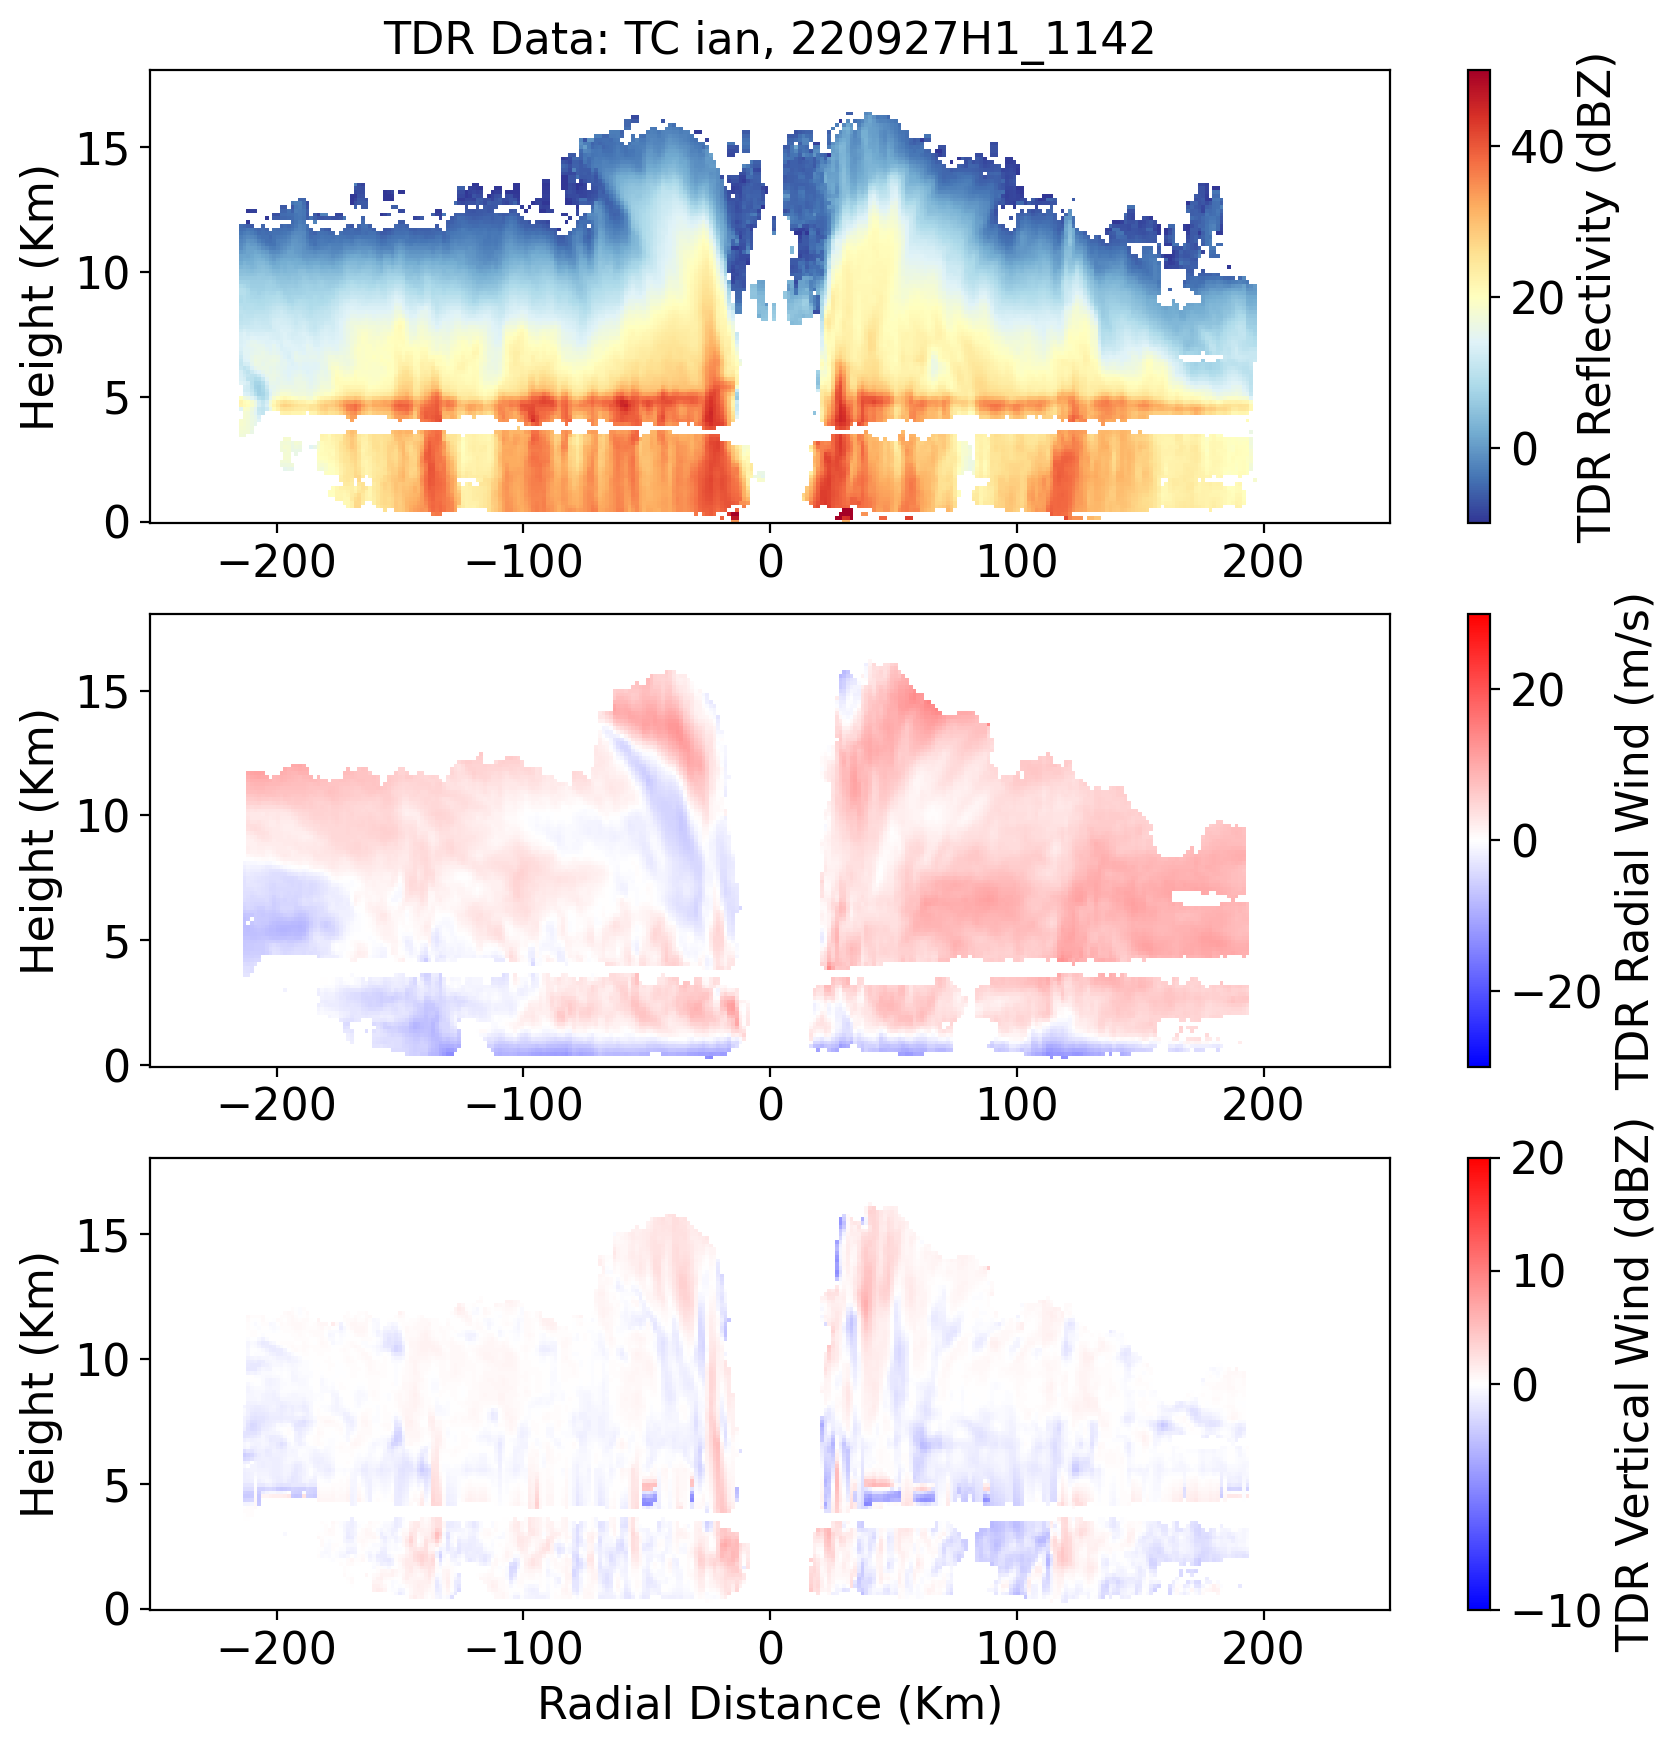 TDR Data: TC ian, 220927H1_1142
Height (Km)
15
10
5
0
−200 −100 0 100 200
40
20
0
TDR Reflectivity (dBZ)
Height (Km)
15
10
5
0
−200 −100 0 100 200
20
0
−20
TDR Radial Wind (m/s)
Height (Km)
15
10
5
0
−200 −100 0 100 200
Radial Distance (Km)
20
10
0
−10
TDR Vertical Wind (dBZ)